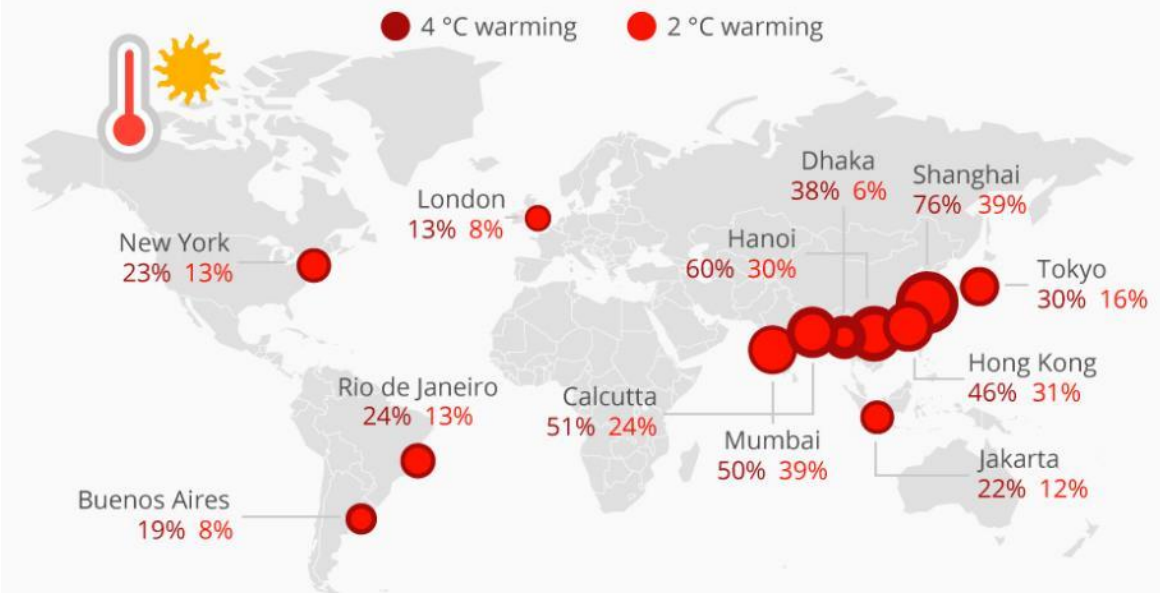 4 °C warming 2 °C warming
Dhaka
38% 6%
Shanghai
76% 39%
London
13% 8%
New York
23% 13%
Hanoi
60% 30%
Tokyo
30% 16%
Hong Kong
46% 31%
Rio de Janeiro
24% 13%
Calcutta
51% 24%
Mumbai
50% 39%
Jakarta
22% 12%
Buenos Aires
19% 8%